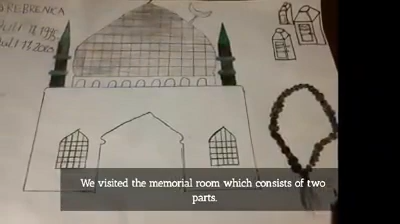 REBRENICA
We visited the memorial room which consists of two
parts.